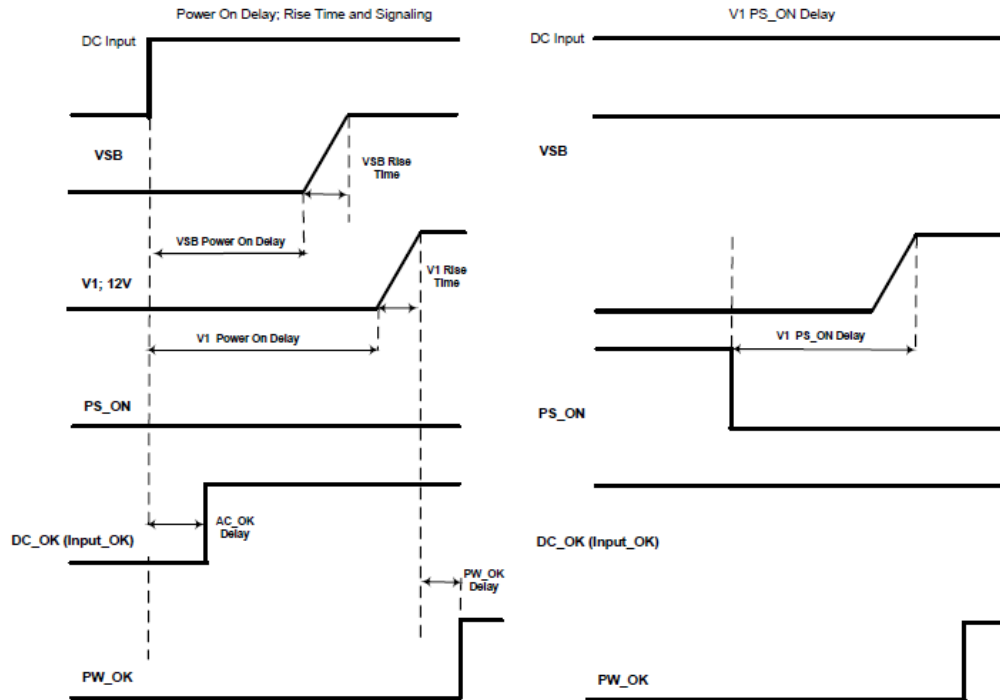 Power On Delay; Rise Time and Signaling
DC Input
VSB
VSB Rise
Time
VSB Power On Delay
V1; 12V
V1 Rise
Time
V1 Power On Delay
PS_ON
AC_OK
Delay
DC_OK (Input_OK)
PW_OK
Delay
PW_OK
V1 PS_ON Delay
DC Input
VSB
V1 PS_ON Delay
PS_ON
DC_OK (Input_OK)
PW_OK